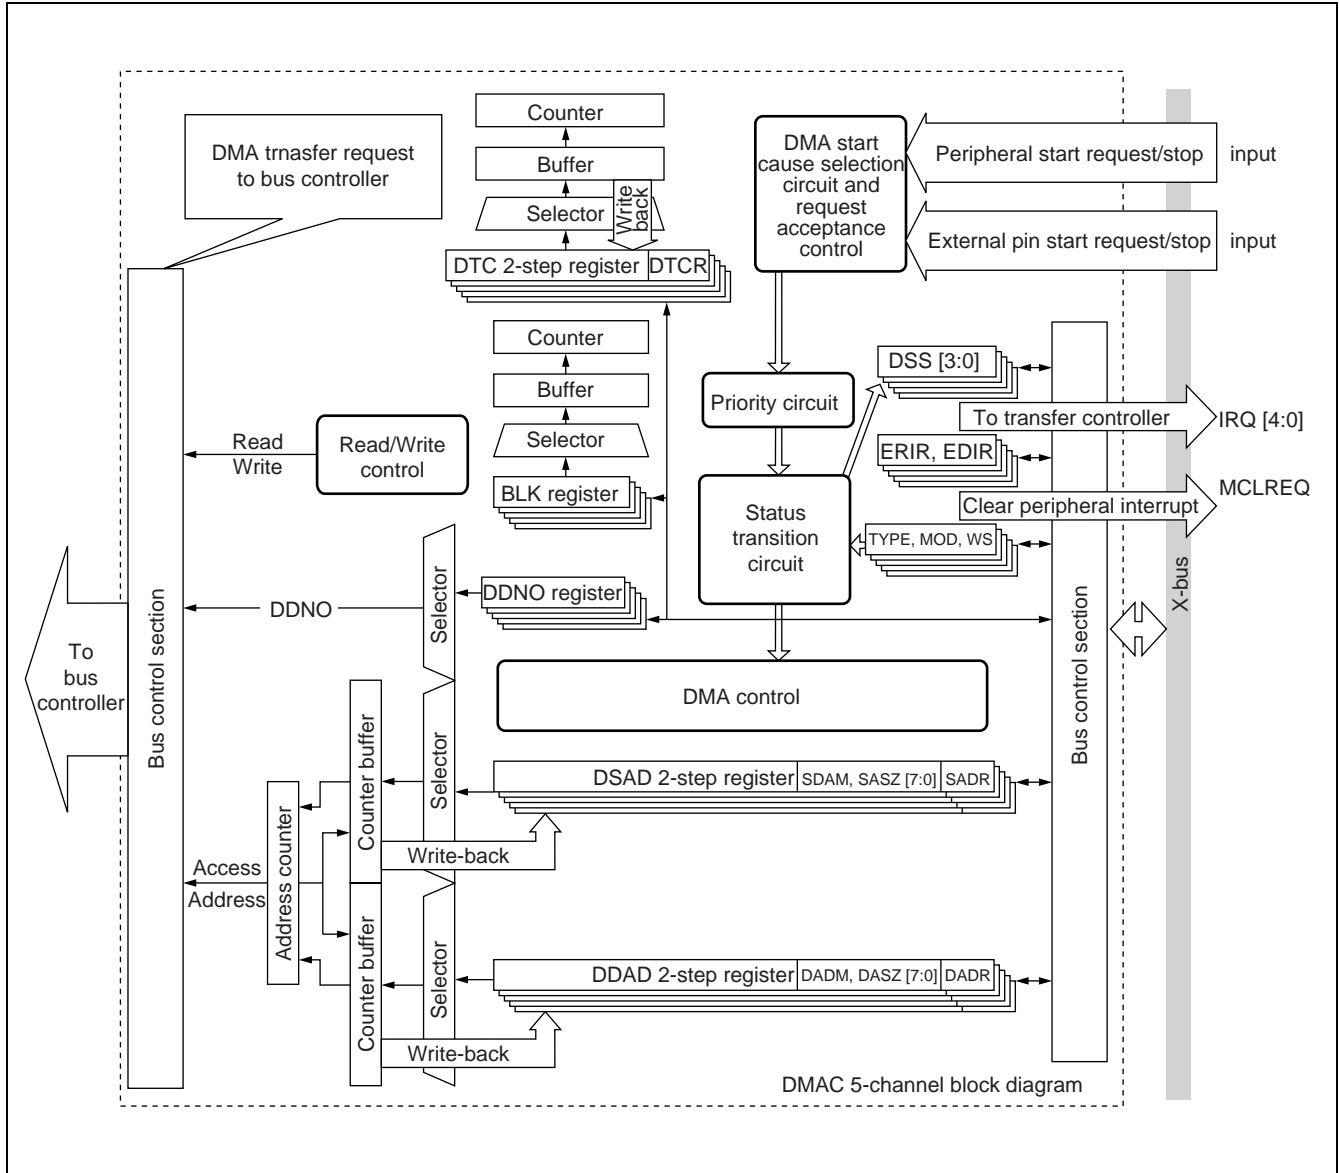 Counter
DMA trnasfer request
to bus controller
Buffer
Write
back
Selector
DTC 2-step register
DTCR
DMA start
cause selection
circuit and
request
acceptance
control
Peripheral start request/stop
input
External pin start request/stop
input
Counter
Buffer
Selector
BLK register
Read
Write
Read/Write
control
Priority circuit
DSS [3:0]
To transfer controller
IRQ [4:0]
ERIR, EDIR
MCLREQ
Clear peripheral interrupt
Status
transition
circuit
TYPE, MOD, WS
X-bus
DDNO
Selector
DDNO register
To
bus
controller
Bus control section
DMA control
Bus control section
Counter buffer
Selector
DSAD 2-step register
SDAM, SASZ [7:0]
SADR
Write-back
Access
Address
Address counter
Counter buffer
Selector
DDAD 2-step register
DADM, DASZ [7:0]
DADR
Write-back
DMAC 5-channel block diagram